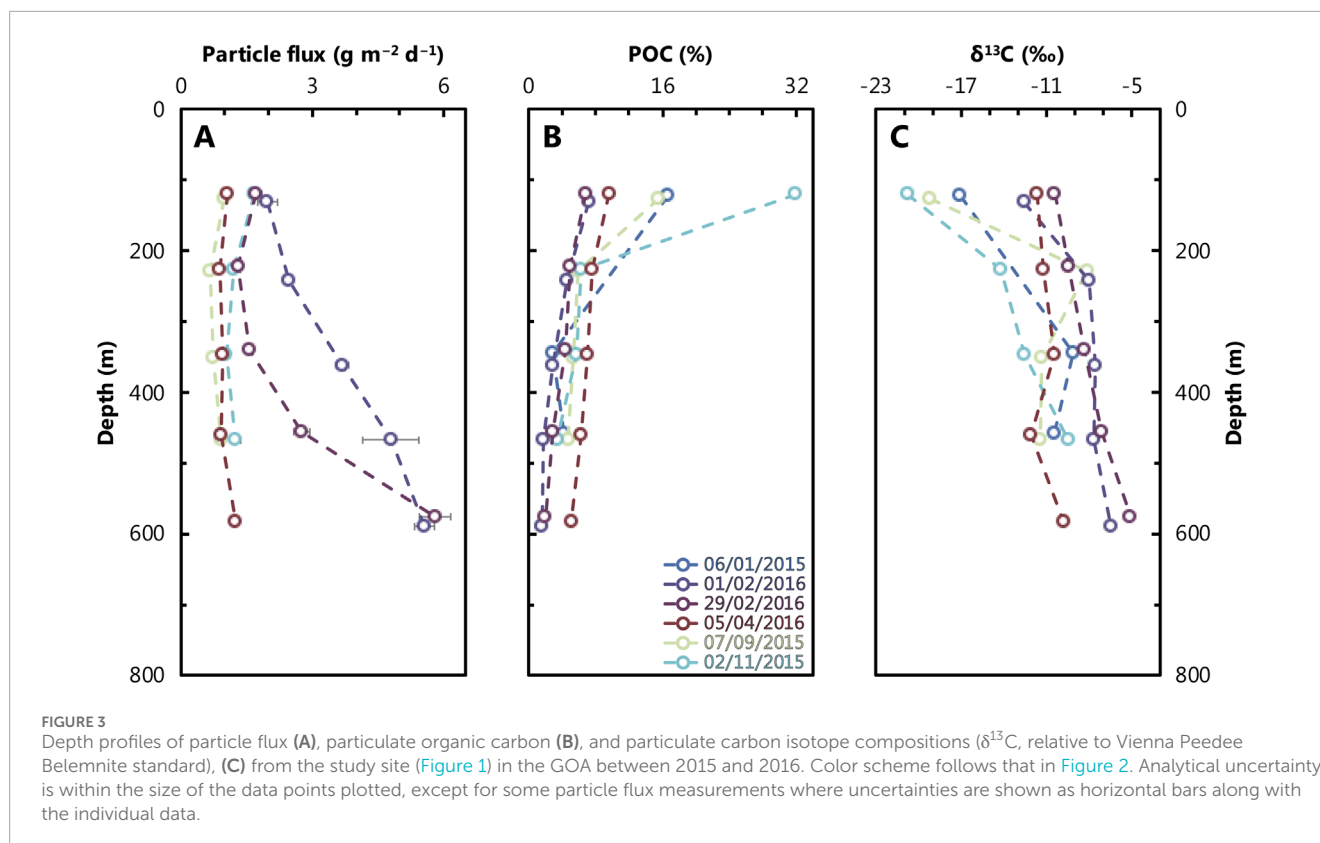 Particle flux (g m⁻² d⁻¹)
POC (%)
δ¹³C (‰)
0 3 6
0 16 32
-23 -17 -11 -5
0
200
400
600
800
Depth (m)
A
B
C
0
200
400
600
800
Depth (m)
06/01/2015
01/02/2016
29/02/2016
05/04/2016
07/09/2015
02/11/2015
FIGURE 3
Depth profiles of particle flux (A), particulate organic carbon (B), and particulate carbon isotope compositions (δ¹³C, relative to Vienna Peedee
Belemnite standard), (C) from the study site (Figure 1) in the GOA between 2015 and 2016. Color scheme follows that in Figure 2. Analytical uncertainty
is within the size of the data points plotted, except for some particle flux measurements where uncertainties are shown as horizontal bars along with
the individual data.